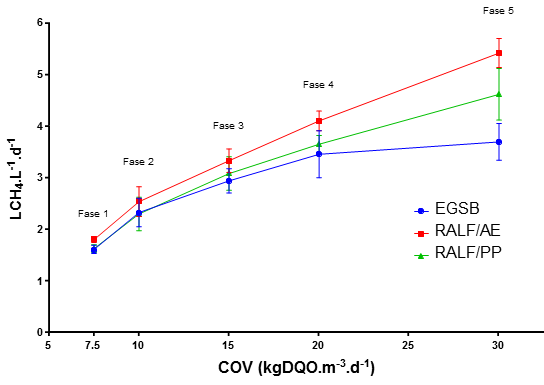 Fase 5
Fase 4
Fase 3
Fase 2
Fase 1
LCH₄.L⁻¹.d⁻¹
6
5
4
3
2
1
0
EGSB
RALF/AE
RALF/PP
5 7.5 10 15 20 25 30
COV (kgDQO.m⁻³.d⁻¹)